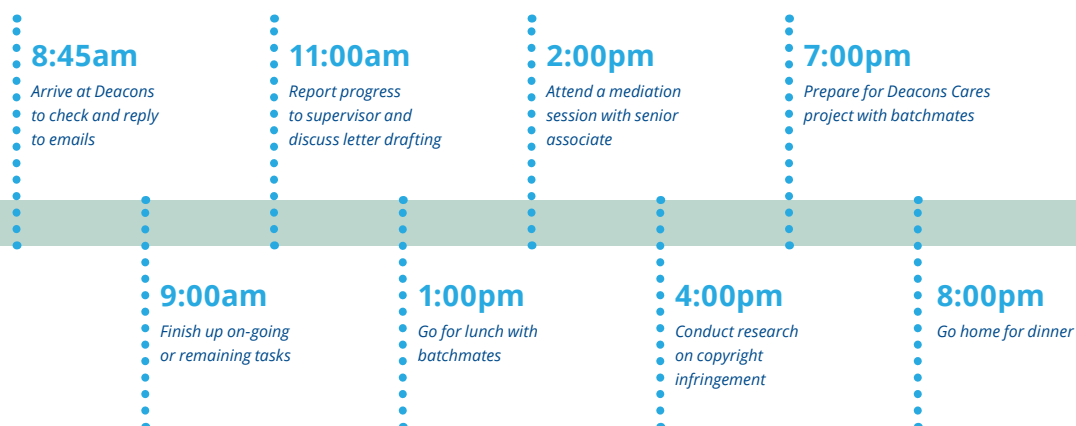 8:45am
Arrive at Deacons
to check and reply
to emails
9:00am
Finish up on-going
or remaining tasks
11:00am
Report progress
to supervisor and
discuss letter drafting
1:00pm
Go for lunch with
batchmates
2:00pm
Attend a mediation
session with senior
associate
4:00pm
Conduct research
on copyright
infringement
7:00pm
Prepare for Deacons Cares
project with batchmates
8:00pm
Go home for dinner